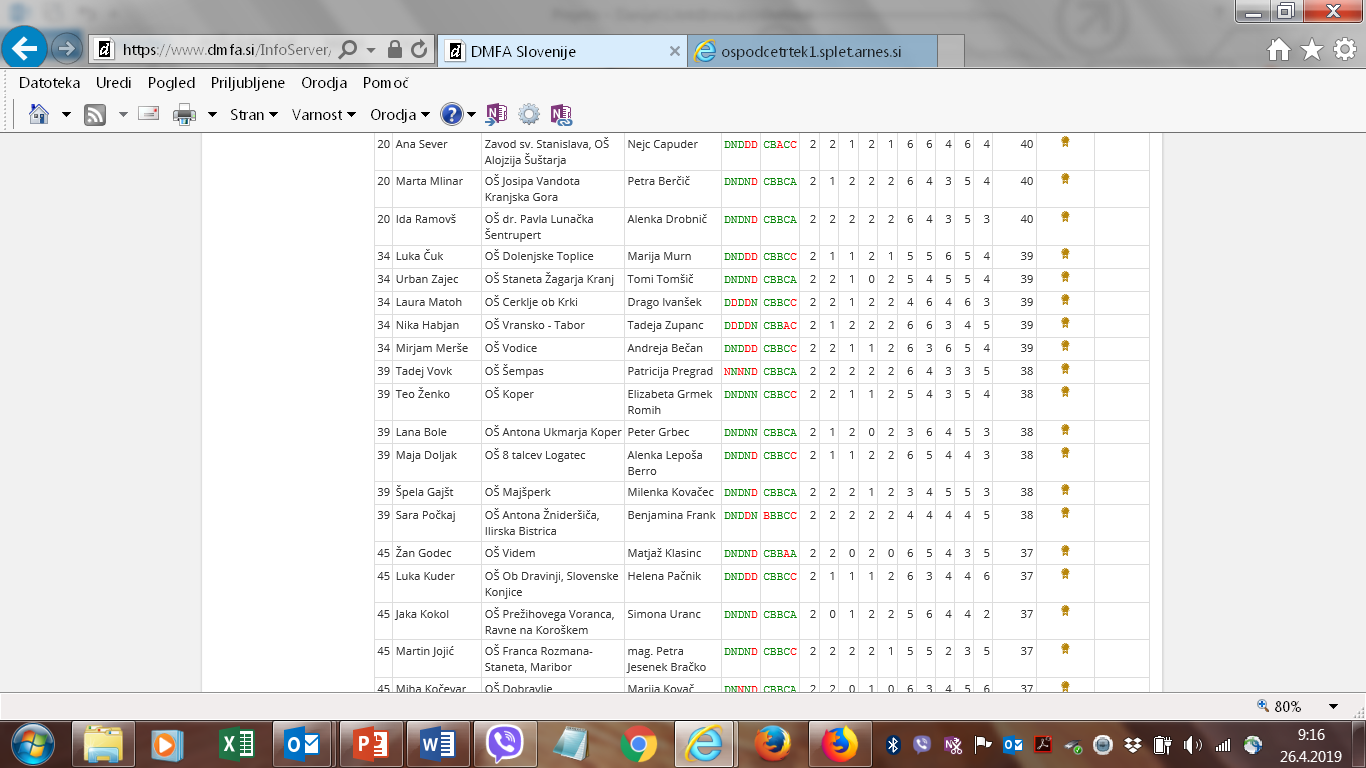 https://www.dmfa.si/InfoServer/
DMFA Slovenije
ospodcetrtek1.splet.arnes.si
Datoteka Uredi Pogled Priljubljene Orodja Pomoč
Stran Varnost Orodja
20 Ana Sever Zavod sv. Stanislava, OŠ Alojzija Šuštarja Nejc Capuder DNDDD CBACC 2 2 1 2 1 6 6 4 6 4 40
20 Marta Mlinar OŠ Josipa Vandota Kranjska Gora Petra Berčič DNDND CBBCA 2 1 2 2 2 6 4 3 5 4 40
20 Ida Ramovš OŠ dr. Pavla Lunačka Šentrupert Alenka Drobnič DNDND CBBCA 2 2 2 2 2 6 4 3 5 3 40
34 Luka Čuk OŠ Dolenjske Toplice Marija Murn DNDDD CBBCC 2 1 1 2 1 5 5 6 5 4 39
34 Urban Zajec OŠ Staneta Žagarja Kranj Tomi Tomšič DNDND CBBCA 2 2 1 0 2 5 4 5 5 4 39
34 Laura Matoh OŠ Cerklje ob Krki Drago Ivanšek DDDDN CBBCC 2 2 1 2 2 4 6 4 6 3 39
34 Nika Habjan OŠ Vransko - Tabor Tadeja Zupanc DDDDN CBBAC 2 1 2 2 2 6 6 3 4 5 39
34 Mirjam Merše OŠ Vodice Andreja Bečan DNDDD CBBCC 2 2 1 1 2 6 3 6 5 4 39
39 Tadej Vovk OŠ Šempas Patricija Pregrad NNNND CBBCA 2 2 2 2 2 6 4 3 3 5 38
39 Teo Ženko OŠ Koper Elizabeta Grmek Romih DNDNN CBBCC 2 2 1 1 2 5 4 3 5 4 38
39 Lana Bole OŠ Antona Ukmarja Koper Peter Grbec DNDNN CBBCA 2 1 2 0 2 3 6 4 5 3 38
39 Maja Doljak OŠ 8 talcev Logatec Alenka Lepoša Berro DNDND CBBCC 2 1 1 2 2 6 5 4 4 3 38
39 Špela Gajšt OŠ Majšperk Milenka Kovačec DNDND CBBCA 2 2 2 1 2 3 4 5 5 3 38
39 Sara Počkaj OŠ Antona Žnideršiča, Ilirska Bistrica Benjamina Frank DNDDN BBBCC 2 2 2 2 2 4 4 4 4 5 38
45 Žan Godec OŠ Videm Matjaž Klasinc DNDND CBBAA 2 2 0 2 0 6 5 4 3 5 37
45 Luka Kuder OŠ Ob Dravinji, Slovenske Konjice Helena Pačnik DNDDD CBBCC 2 1 1 1 2 6 3 4 4 6 37
45 Jaka Kokol OŠ Prežihovega Voranca, Ravne na Koroškem Simona Uranc DNDND CBBCA 2 0 1 2 2 5 6 4 4 2 37
45 Martin Jojić OŠ Franca Rozmana-Staneta, Maribor mag. Petra Jesenek Bračko DNDND CBBCC 2 2 2 2 1 5 5 2 3 5 37
45 Miha Kočevar OŠ Dobravlje Marija Kovač DNNND CBBCA 2 2 0 1 0 6 3 4 5 6 37
80%
9:16
26.4.2019